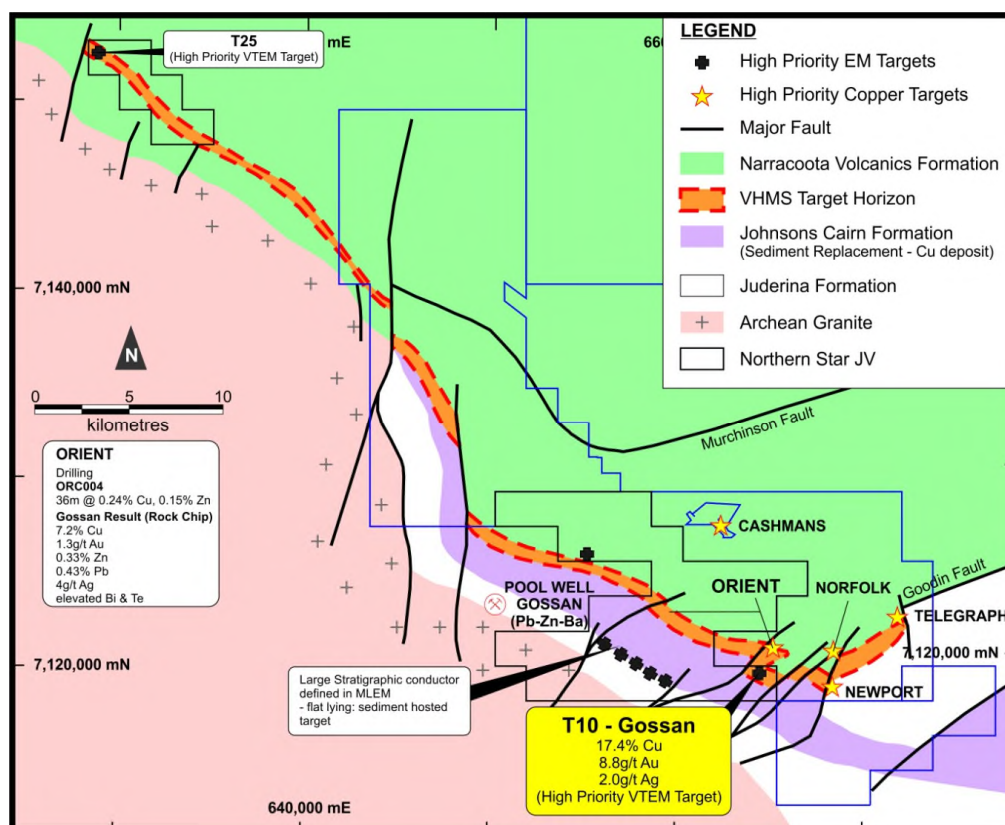 T25
(High Priority VTEM Target)
mE
66
LEGEND
High Priority EM Targets
High Priority Copper Targets
Major Fault
Narracoota Volcanics Formation
VHMS Target Horizon
Johnsons Cairn Formation
(Sediment Replacement - Cu deposit)
Juderina Formation
Archean Granite
Northern Star JV
7,140,000 mN
N
0 5 10
kilometres
Murchinson Fault
ORIENT
Drilling
ORC004
36m @ 0.24% Cu, 0.15% Zn
Gossan Result (Rock Chip)
7.2% Cu
1.3g/t Au
0.33% Zn
0.43% Pb
4g/t Ag
elevated Bi & Te
CASHMANS
POOL WELL
GOSSAN
(Pb-Zn-Ba)
ORIENT
NORFOLK
Goodin Fault
TELEGRAPH
7,120,000 mN
7,120,000 mN
NEWPORT
Large Stratigraphic conductor
defined in MLEM
- flat lying: sediment hosted
target
T10 - Gossan
17.4% Cu
8.8g/t Au
2.0g/t Ag
(High Priority VTEM Target)
640,000 mE